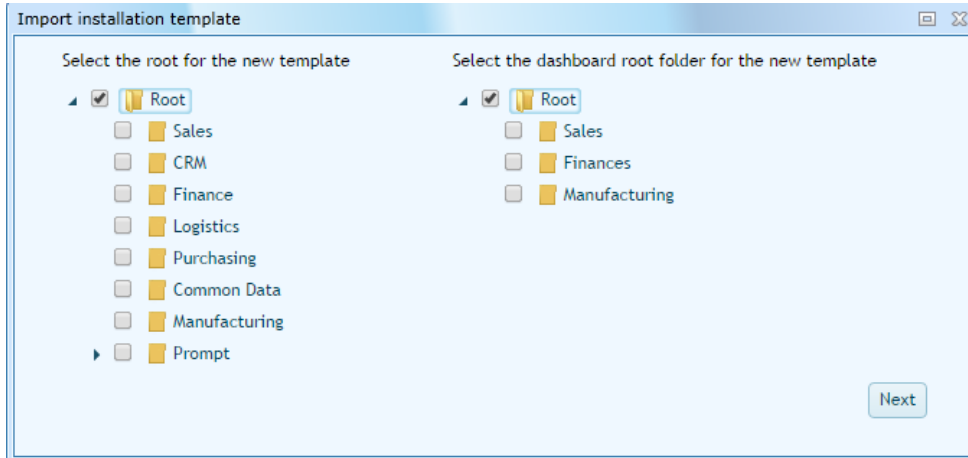 Import installation template
Select the root for the new template
Root
Sales
CRM
Finance
Logistics
Purchasing
Common Data
Manufacturing
Prompt
Select the dashboard root folder for the new template
Root
Sales
Finances
Manufacturing
Next